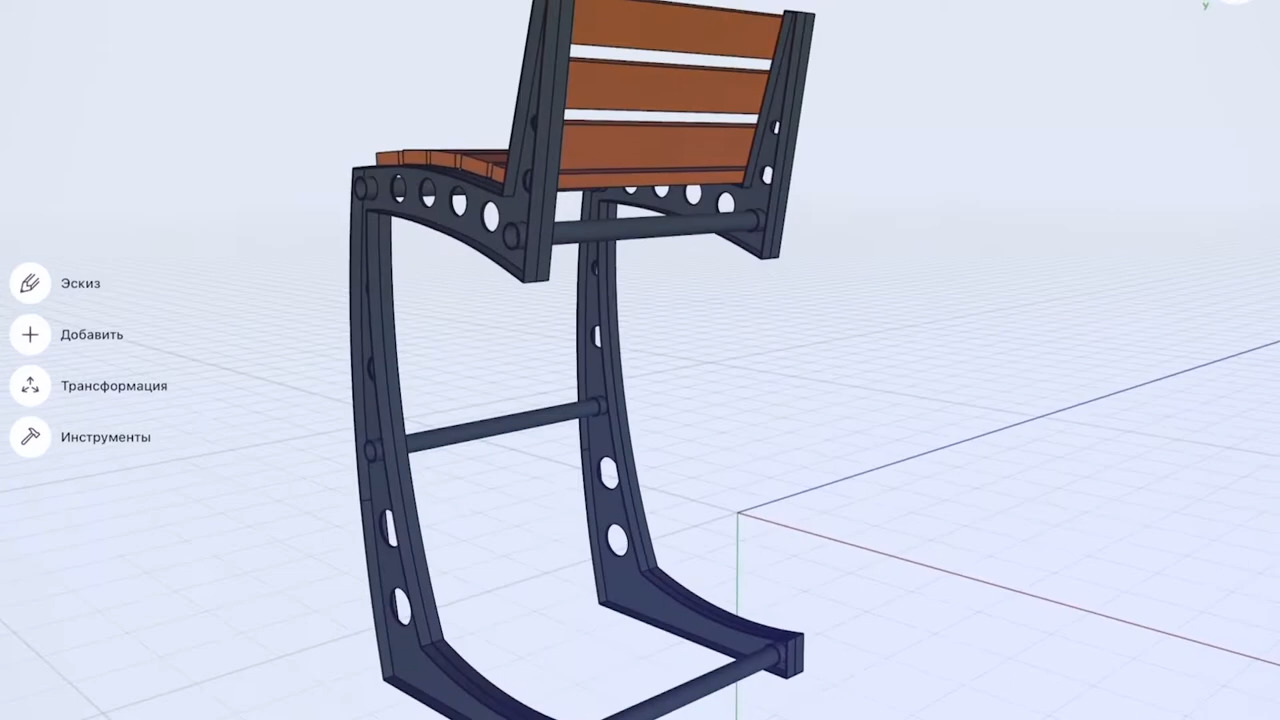 Y
Эскиз
Добавить
Трансформация
Инструменты